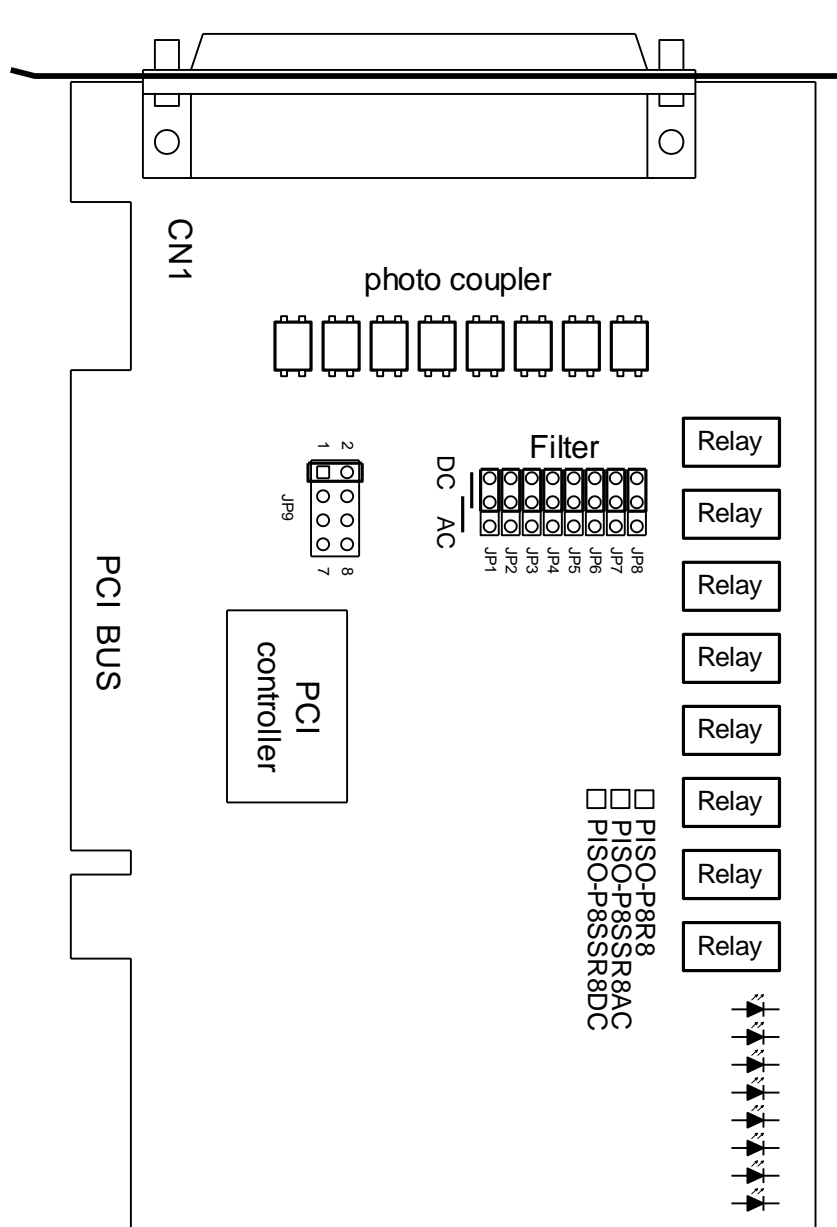 CN1
photo coupler
1
2
JP9
7
8
Filter
DC
AC
JP1
JP2
JP3
JP4
JP5
JP6
JP7
JP8
Relay
Relay
Relay
Relay
Relay
Relay
Relay
Relay
PCI BUS
PCI
controller
PISO-P8R8
PISO-P8SSR8AC
PISO-P8SSR8DC